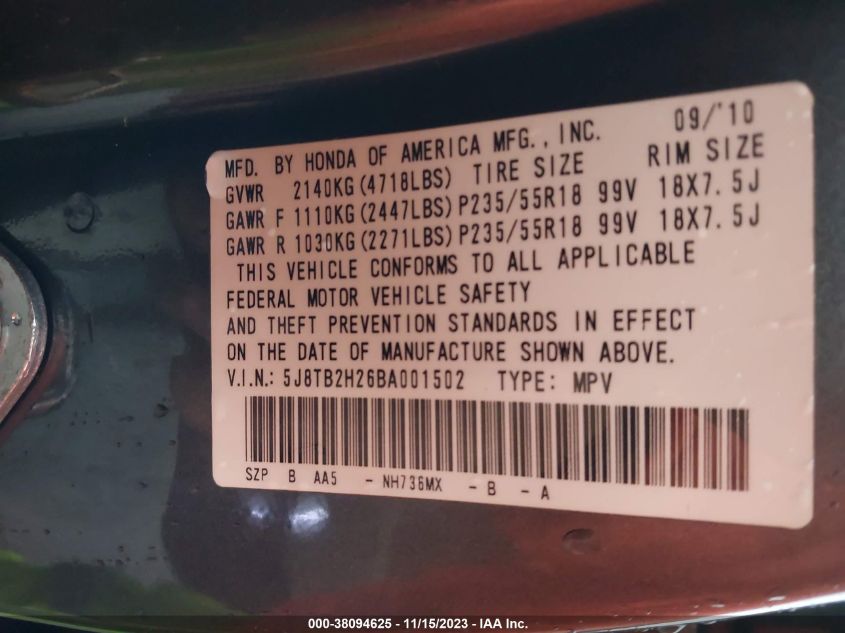 09/'10
MFD. BY HONDA OF AMERICA MFG., INC.
GVWR 2140KG(4718LBS) TIRE SIZE RIM SIZE
GAWR F 1110KG(2447LBS)P235/55R18 99V 18X7.5J
GAWR R 1030KG(2271LBS)P235/55R18 99V 18X7.5J
THIS VEHICLE CONFORMS TO ALL APPLICABLE
FEDERAL MOTOR VEHICLE SAFETY
AND THEFT PREVENTION STANDARDS IN EFFECT
ON THE DATE OF MANUFACTURE SHOWN ABOVE.
V.I.N.: 5J8TB2H26BA001502 TYPE: MPV
SZP B AA5 - NH736MX - B - A
000-38094625 - 11/15/2023 - IAA Inc.